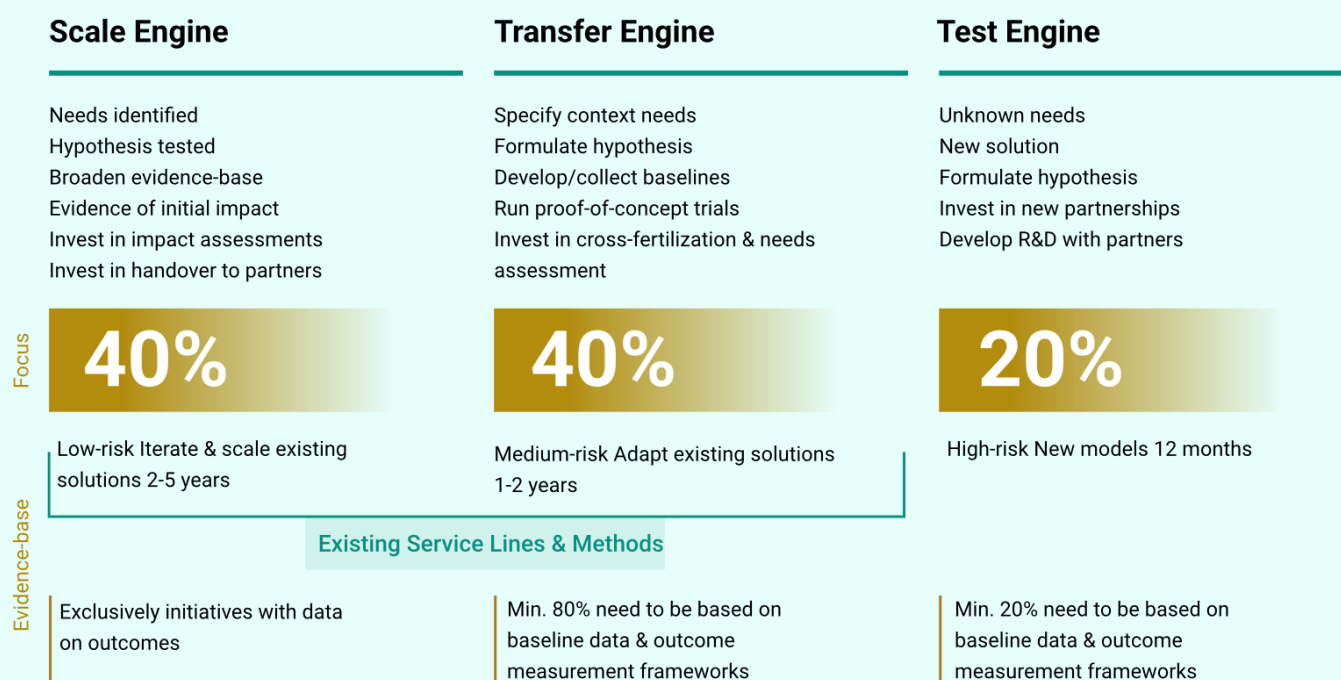 Scale Engine
Needs identified
Hypothesis tested
Broaden evidence-base
Evidence of initial impact
Invest in impact assessments
Invest in handover to partners
Transfer Engine
Specify context needs
Formulate hypothesis
Develop/collect baselines
Run proof-of-concept trials
Invest in cross-fertilization & needs
assessment
Test Engine
Unknown needs
New solution
Formulate hypothesis
Invest in new partnerships
Develop R&D with partners
Focus
40%
40%
20%
Low-risk Iterate & scale existing
solutions 2-5 years
Medium-risk Adapt existing solutions
1-2 years
High-risk New models 12 months
Existing Service Lines & Methods
Evidence-base
Exclusively initiatives with data
on outcomes
Min. 80% need to be based on
baseline data & outcome
measurement frameworks
Min. 20% need to be based on
baseline data & outcome
measurement frameworks